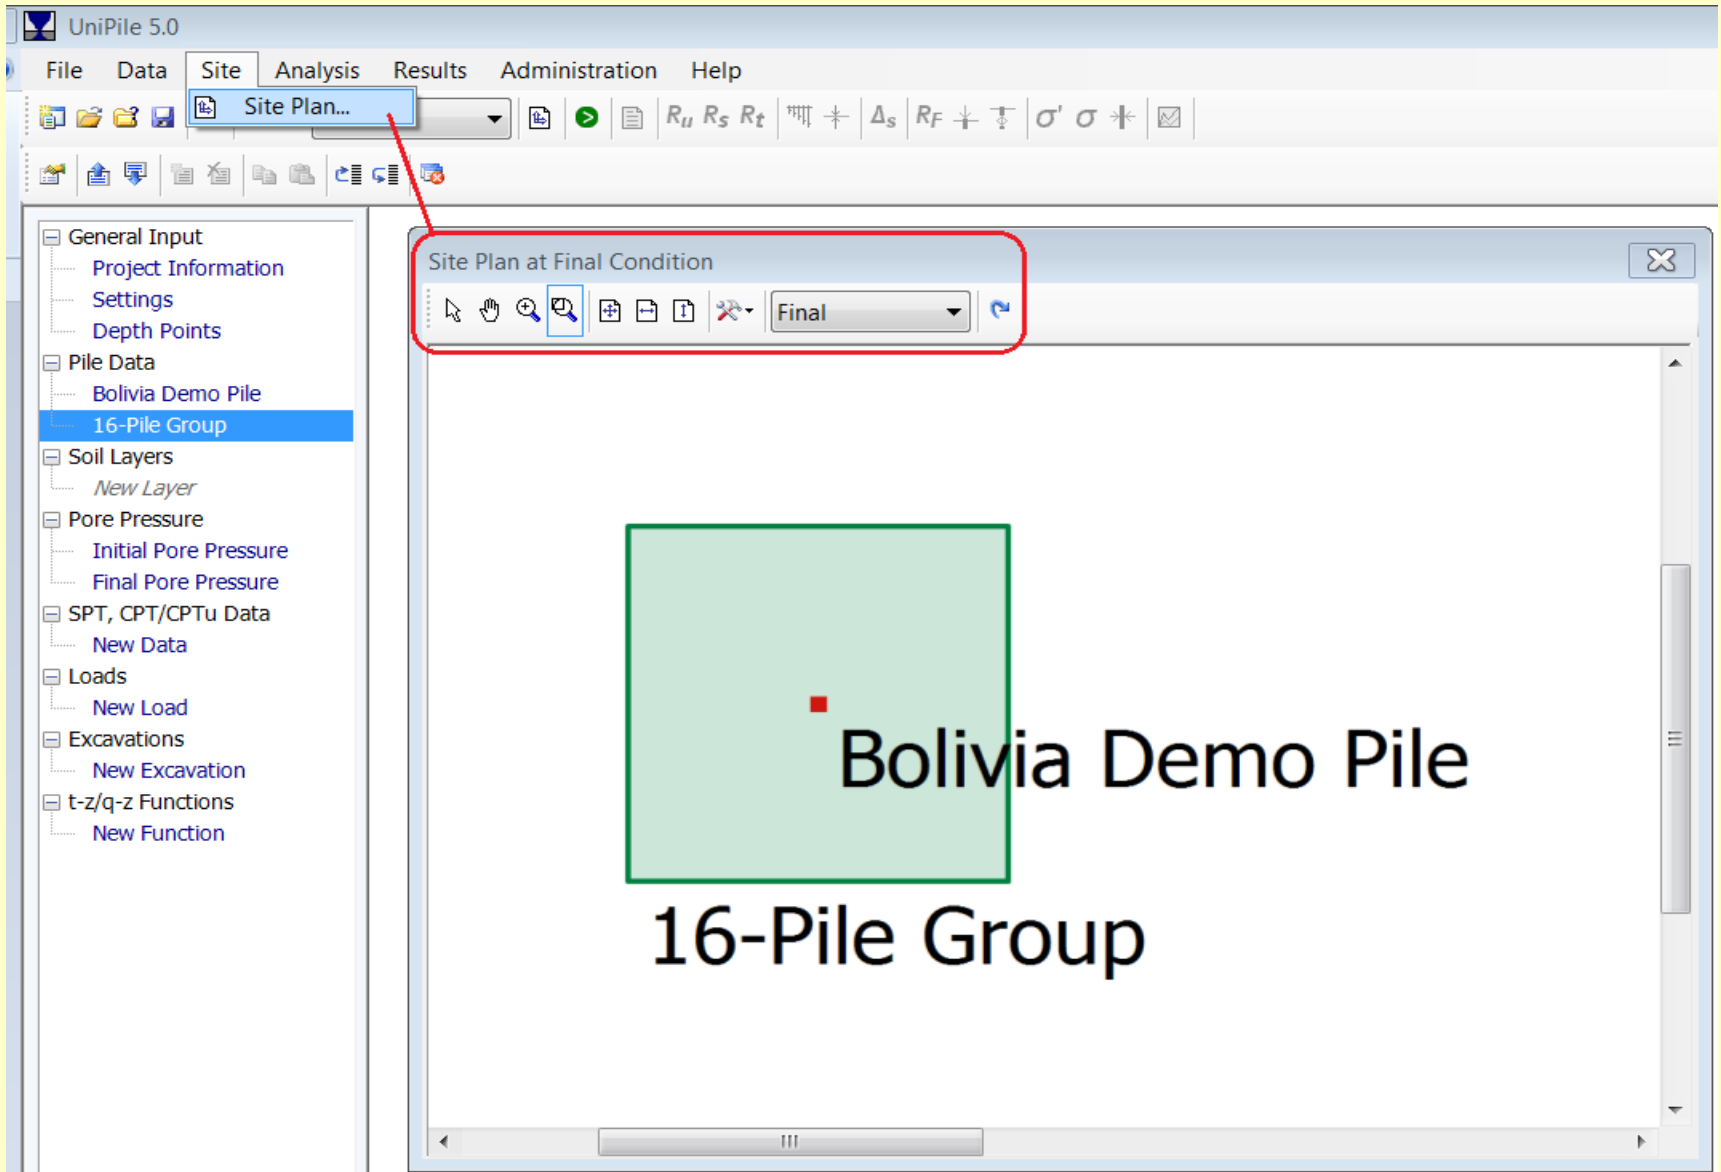 UniPile 5.0
File Data Site Analysis Results Administration Help
Site Plan...
Ru Rs Rt Δs RF σ' σ
General Input
Project Information
Settings
Depth Points
Pile Data
Bolivia Demo Pile
16-Pile Group
Soil Layers
New Layer
Pore Pressure
Initial Pore Pressure
Final Pore Pressure
SPT, CPT/CPTu Data
New Data
Loads
New Load
Excavations
New Excavation
t-z/q-z Functions
New Function
Site Plan at Final Condition
Final
Bolivia Demo Pile
16-Pile Group